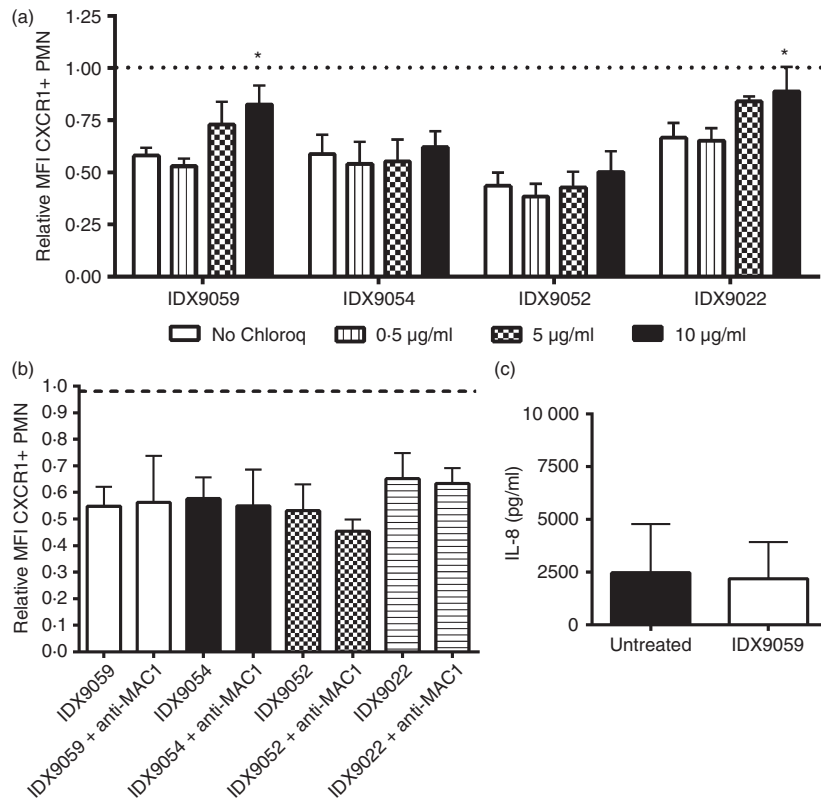 (a)
Relative MFI CXCR1+ PMN
1·25
1·00
0·75
0·50
0·25
0·00
*
*
IDX9059
IDX9054
IDX9052
IDX9022
No Chloroq
0·5 µg/ml
5 µg/ml
10 µg/ml
(b)
Relative MFI CXCR1+ PMN
1·0
0·9
0·8
0·7
0·6
0·5
0·4
0·3
0·2
0·1
0·0
IDX9059
IDX9059 + anti-MAC1
IDX9054
IDX9054 + anti-MAC1
IDX9052
IDX9052 + anti-MAC1
IDX9022
IDX9022 + anti-MAC1
(c)
IL-8 (pg/ml)
10 000
7500
5000
2500
0
Untreated
IDX9059